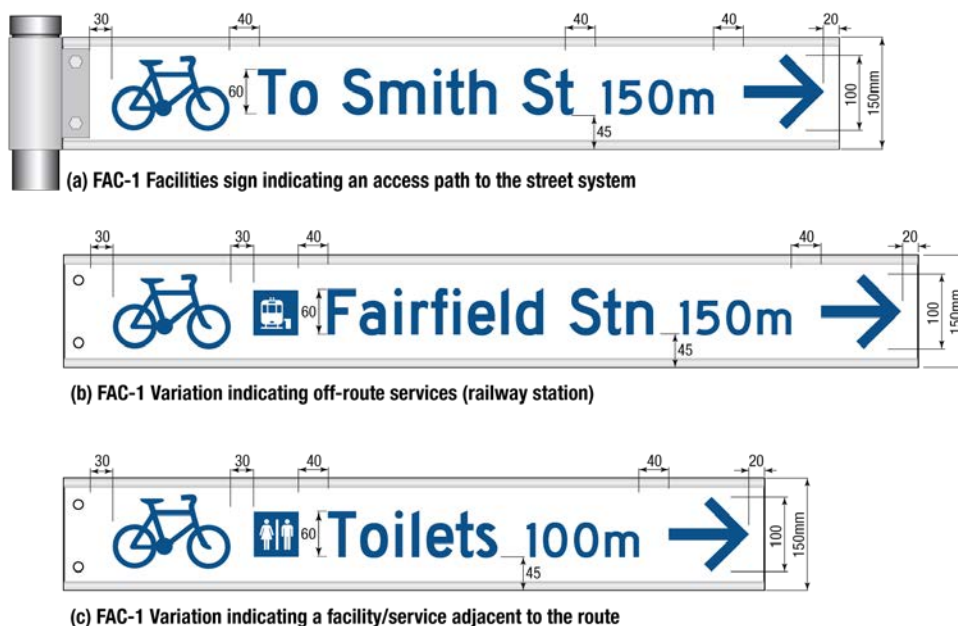 30 40 40 40 20
60 To Smith St 150m 100 150mm
45
(a) FAC-1 Facilities sign indicating an access path to the street system
30 30 40 40 20
60 Fairfield Stn 150m 100 150mm
45
(b) FAC-1 Variation indicating off-route services (railway station)
30 30 40 40 20
60 Toilets 100m 100 150mm
45
(c) FAC-1 Variation indicating a facility/service adjacent to the route